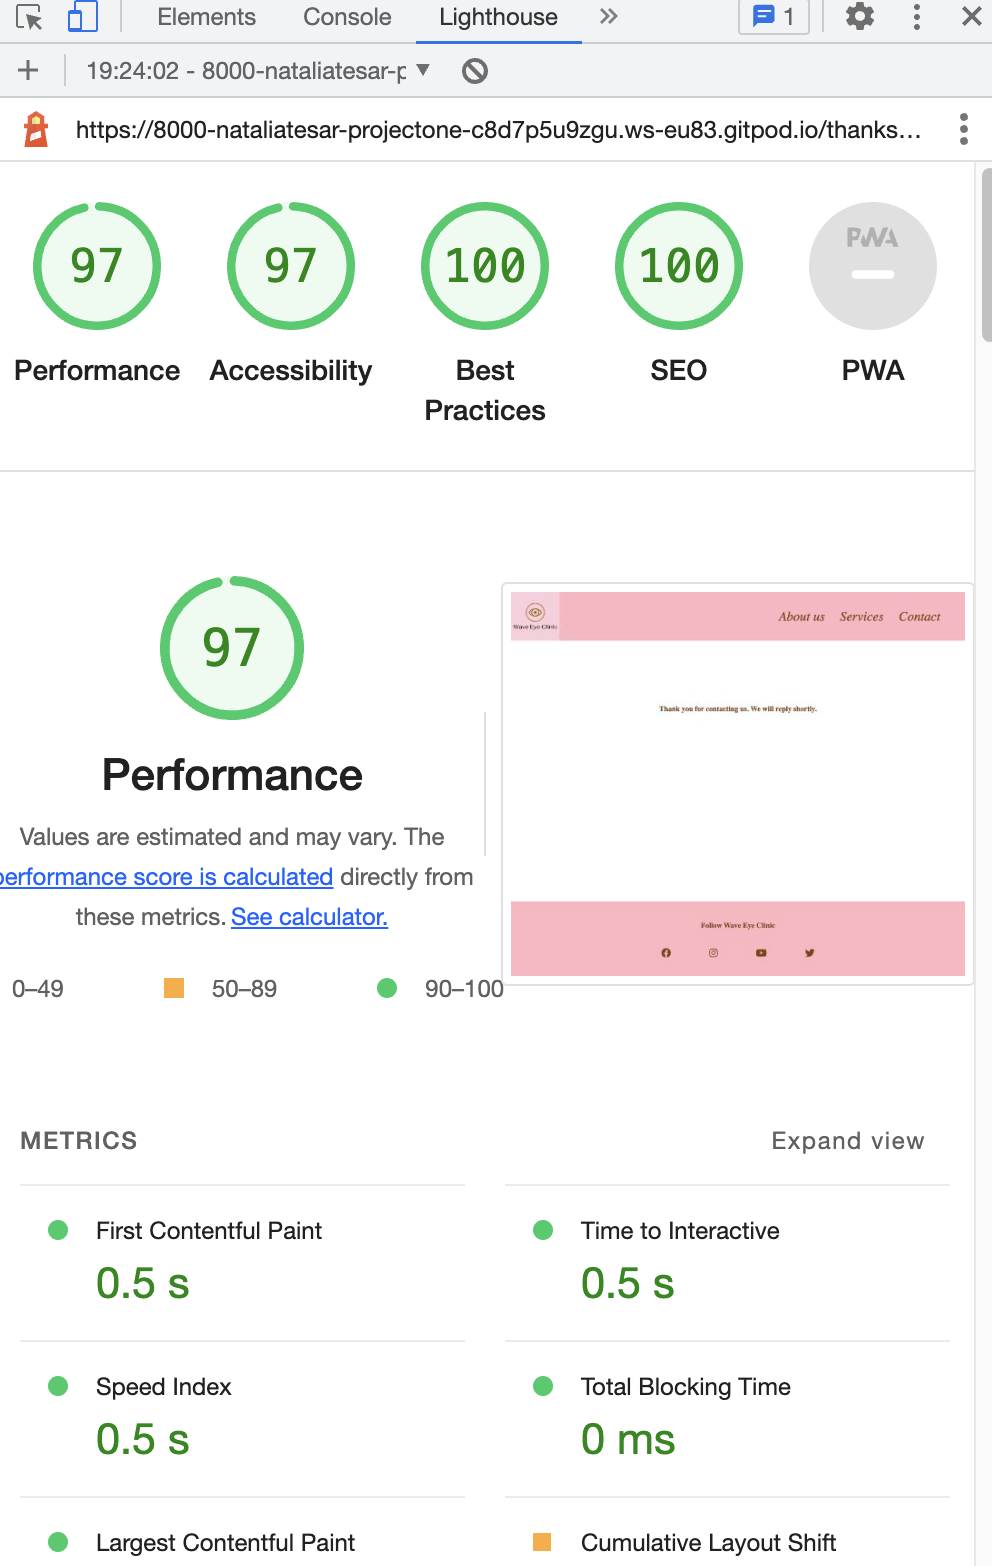 Elements Console Lighthouse 1
19:24:02 - 8000-nataliatesar-p
https://8000-nataliatesar-projectone-c8d7p5u9zgu.ws-eu83.gitpod.io/thanks…
97 97 100 100 PWA
Performance Accessibility Best Practices SEO PWA
97
Performance
Values are estimated and may vary. The
performance score is calculated directly from
these metrics. See calculator.
0–49 50–89 90–100
Wave Eye Clinic
About us Services Contact
Thank you for contacting us. We will reply shortly.
Follow Wave Eye Clinic
METRICS Expand view
First Contentful Paint
0.5 s
Time to Interactive
0.5 s
Speed Index
0.5 s
Total Blocking Time
0 ms
Largest Contentful Paint
Cumulative Layout Shift